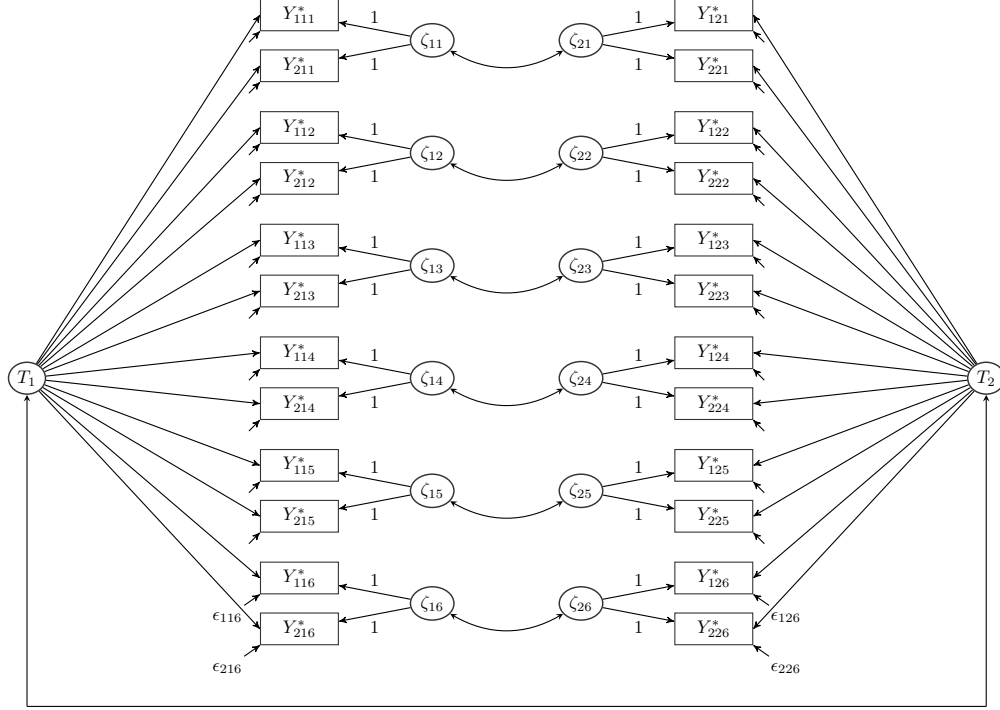 Y*₁₁₁ 1 ζ₁₁ ζ₂₁ 1 Y*₁₂₁
Y*₂₁₁ 1 1 Y*₂₂₁
Y*₁₁₂ 1 ζ₁₂ ζ₂₂ 1 Y*₁₂₂
Y*₂₁₂ 1 1 Y*₂₂₂
Y*₁₁₃ 1 ζ₁₃ ζ₂₃ 1 Y*₁₂₃
Y*₂₁₃ 1 1 Y*₂₂₃
Y*₁₁₄ 1 Y*₁₂₄ 1
T₁ ζ₁₄ ζ₂₄ T₂
Y*₂₁₄ 1 1 Y*₂₂₄
Y*₁₁₅ 1 ζ₁₅ ζ₂₅ 1 Y*₁₂₅
Y*₂₁₅ 1 1 Y*₂₂₅
Y*₁₁₆ 1 ζ₁₆ ζ₂₆ 1 Y*₁₂₆
ϵ₁₁₆ ϵ₁₂₆
Y*₂₁₆ 1 1 Y*₂₂₆
ϵ₂₁₆ ϵ₂₂₆